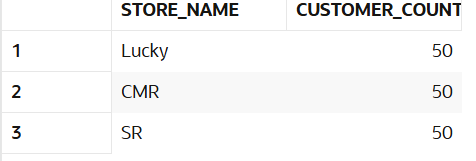 STORE_NAME CUSTOMER_COUNT
1 Lucky 50
2 CMR 50
3 SR 50